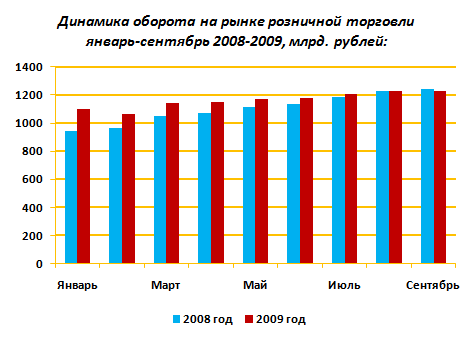 Динамика оборота на рынке розничной торговли
январь-сентябрь 2008-2009, млрд. рублей:
1400
1200
1000
800
600
400
200
0
Январь Март Май Июль Сентябрь
2008 год 2009 год